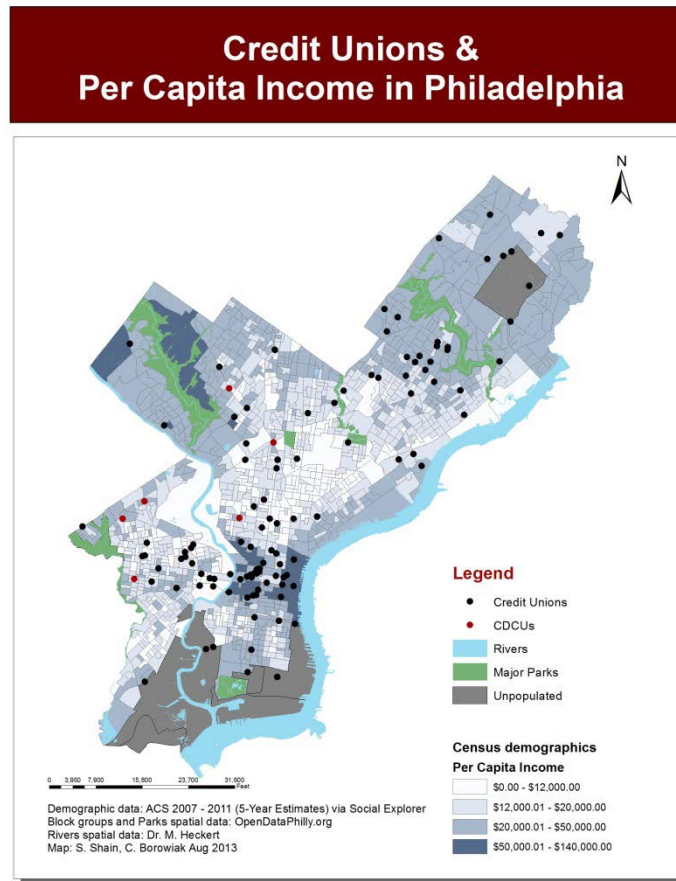 Credit Unions &
Per Capita Income in Philadelphia
N
Legend
Credit Unions
CDCUs
Rivers
Major Parks
Unpopulated
Census demographics
Per Capita Income
$0.00 - $12,000.00
$12,000.01 - $20,000.00
$20,000.01 - $50,000.00
$50,000.01 - $140,000.00
0 3,950 7,900 15,800 23,700 31,600
Feet
Demographic data: ACS 2007 - 2011 (5-Year Estimates) via Social Explorer
Block groups and Parks spatial data: OpenDataPhilly.org
Rivers spatial data: Dr. M. Heckert
Map: S. Shain, C. Borowiak Aug 2013